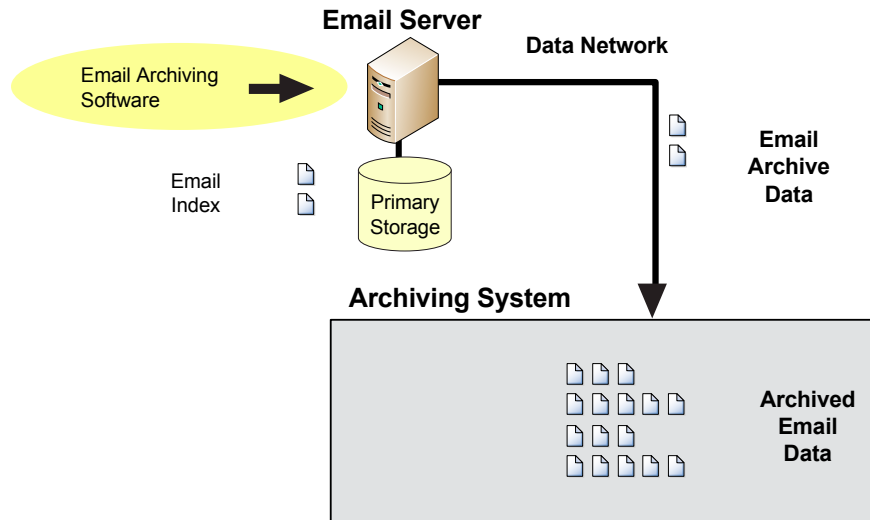 Email Server
Data Network
Email Archiving
Software
Email
Archive
Data
Email
Index
Primary
Storage
Archiving System
Archived
Email
Data